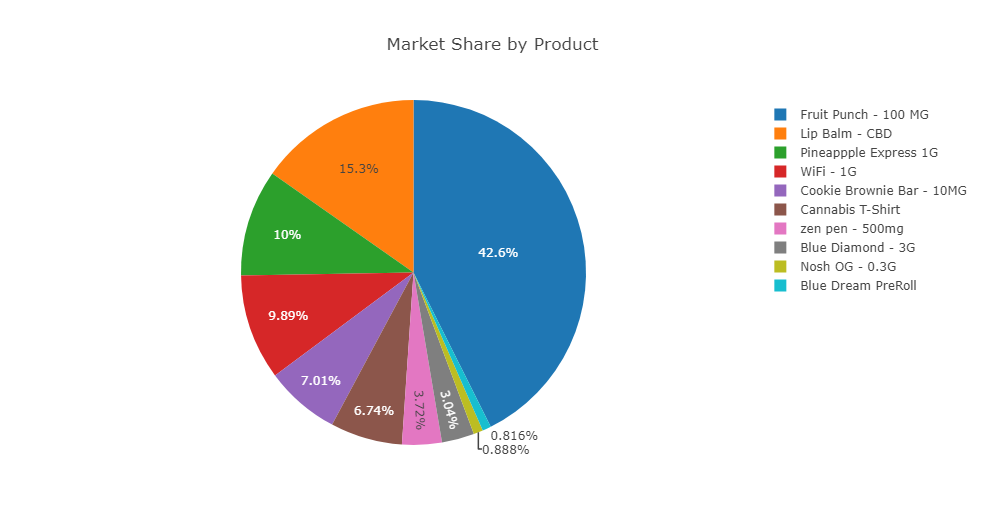 Market Share by Product
Fruit Punch - 100 MG
Lip Balm - CBD
Pineappple Express 1G
WiFi - 1G
Cookie Brownie Bar - 10MG
Cannabis T-Shirt
zen pen - 500mg
Blue Diamond - 3G
Nosh OG - 0.3G
Blue Dream PreRoll
42.6%
15.3%
10%
9.89%
7.01%
6.74%
3.72%
3.04%
0.888%
0.816%